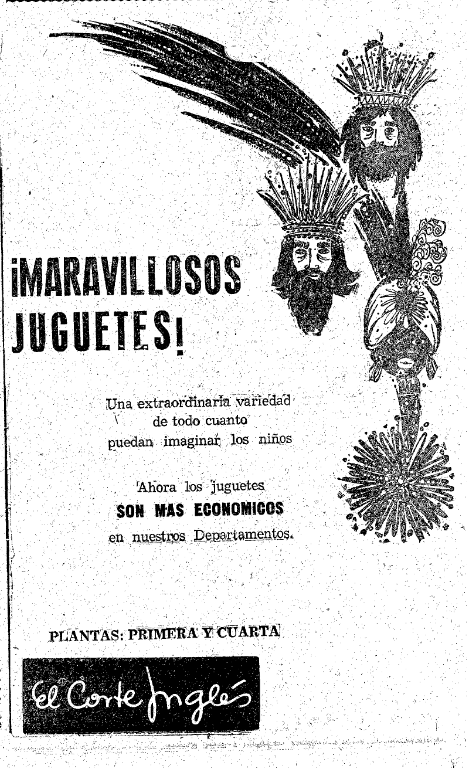 ¡MARAVILLOSOS
JUGUETES!
Una extraordinaria variedad
de todo cuanto
puedan imaginar los niños
Ahora los juguetes
SON MAS ECONOMICOS
en nuestros Departamentos.
PLANTAS: PRIMERA Y CUARTA
El Corte Inglés